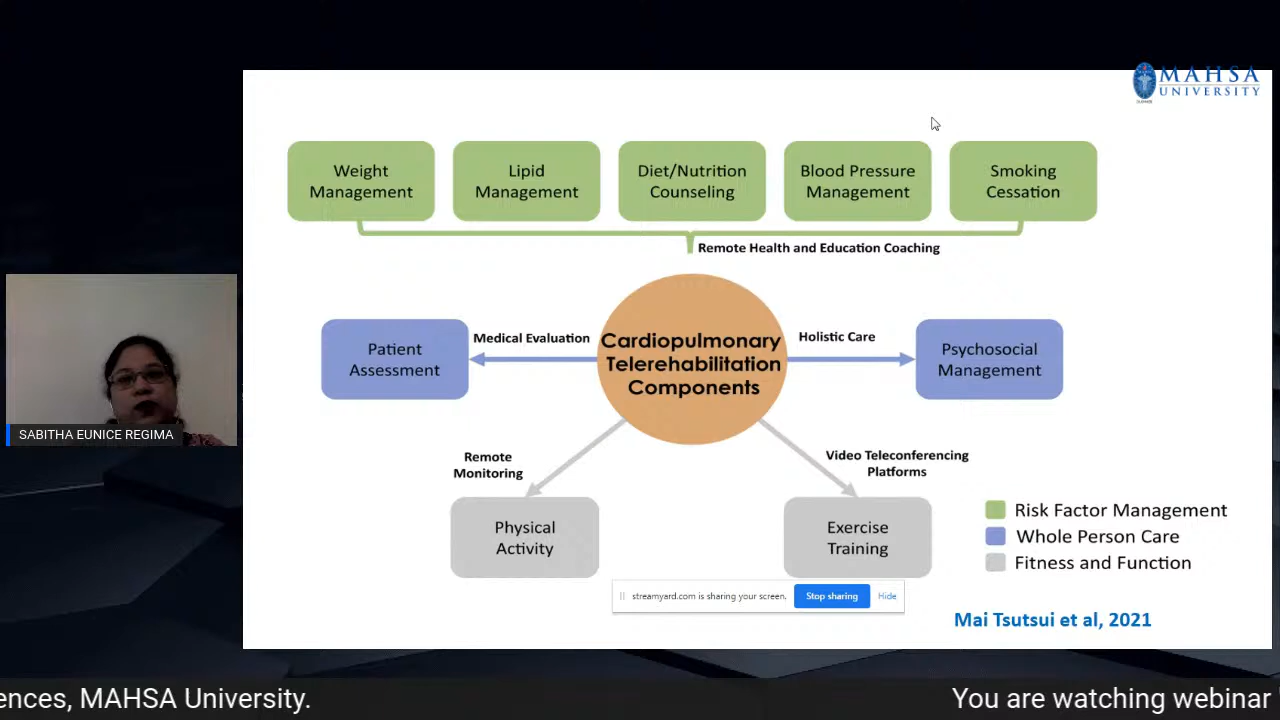 MAHSA
UNIVERSITY
Weight
Management
Lipid
Management
Diet/Nutrition
Counseling
Blood Pressure
Management
Smoking
Cessation
Remote Health and Education Coaching
Patient
Assessment
Medical Evaluation
Cardiopulmonary
Telerehabilitation
Components
Holistic Care
Psychosocial
Management
Remote
Monitoring
Video Teleconferencing
Platforms
Physical
Activity
Exercise
Training
Risk Factor Management
Whole Person Care
Fitness and Function
streamyard.com is sharing your screen.
Stop sharing
Hide
Mai Tsutsui et al, 2021
SABITHA EUNICE REGIMA
ences, MAHSA University.
You are watching webinar